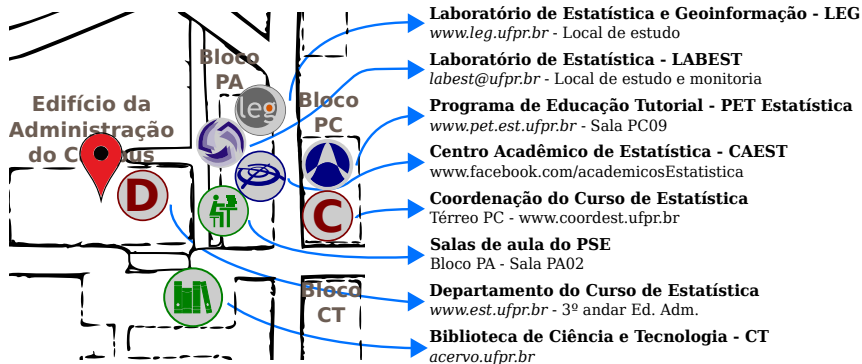 Bloco
PA
Edifício da
Administração
do Campus
Bloco
PC
leg
D
C
Bloco
CT
Laboratório de Estatística e Geoinformação - LEG
www.leg.ufpr.br - Local de estudo
Laboratório de Estatística - LABEST
labest@ufpr.br - Local de estudo e monitoria
Programa de Educação Tutorial - PET Estatística
www.pet.est.ufpr.br - Sala PC09
Centro Acadêmico de Estatística - CAEST
www.facebook.com/academicosEstatistica
Coordenação do Curso de Estatística
Térreo PC - www.coordest.ufpr.br
Salas de aula do PSE
Bloco PA - Sala PA02
Departamento do Curso de Estatística
www.est.ufpr.br - 3º andar Ed. Adm.
Biblioteca de Ciência e Tecnologia - CT
acervo.ufpr.br